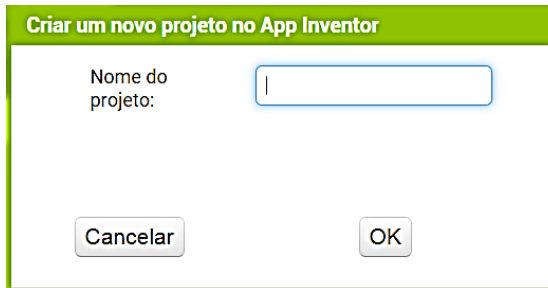 Criar um novo projeto no App Inventor
Nome do
projeto:
Cancelar
OK